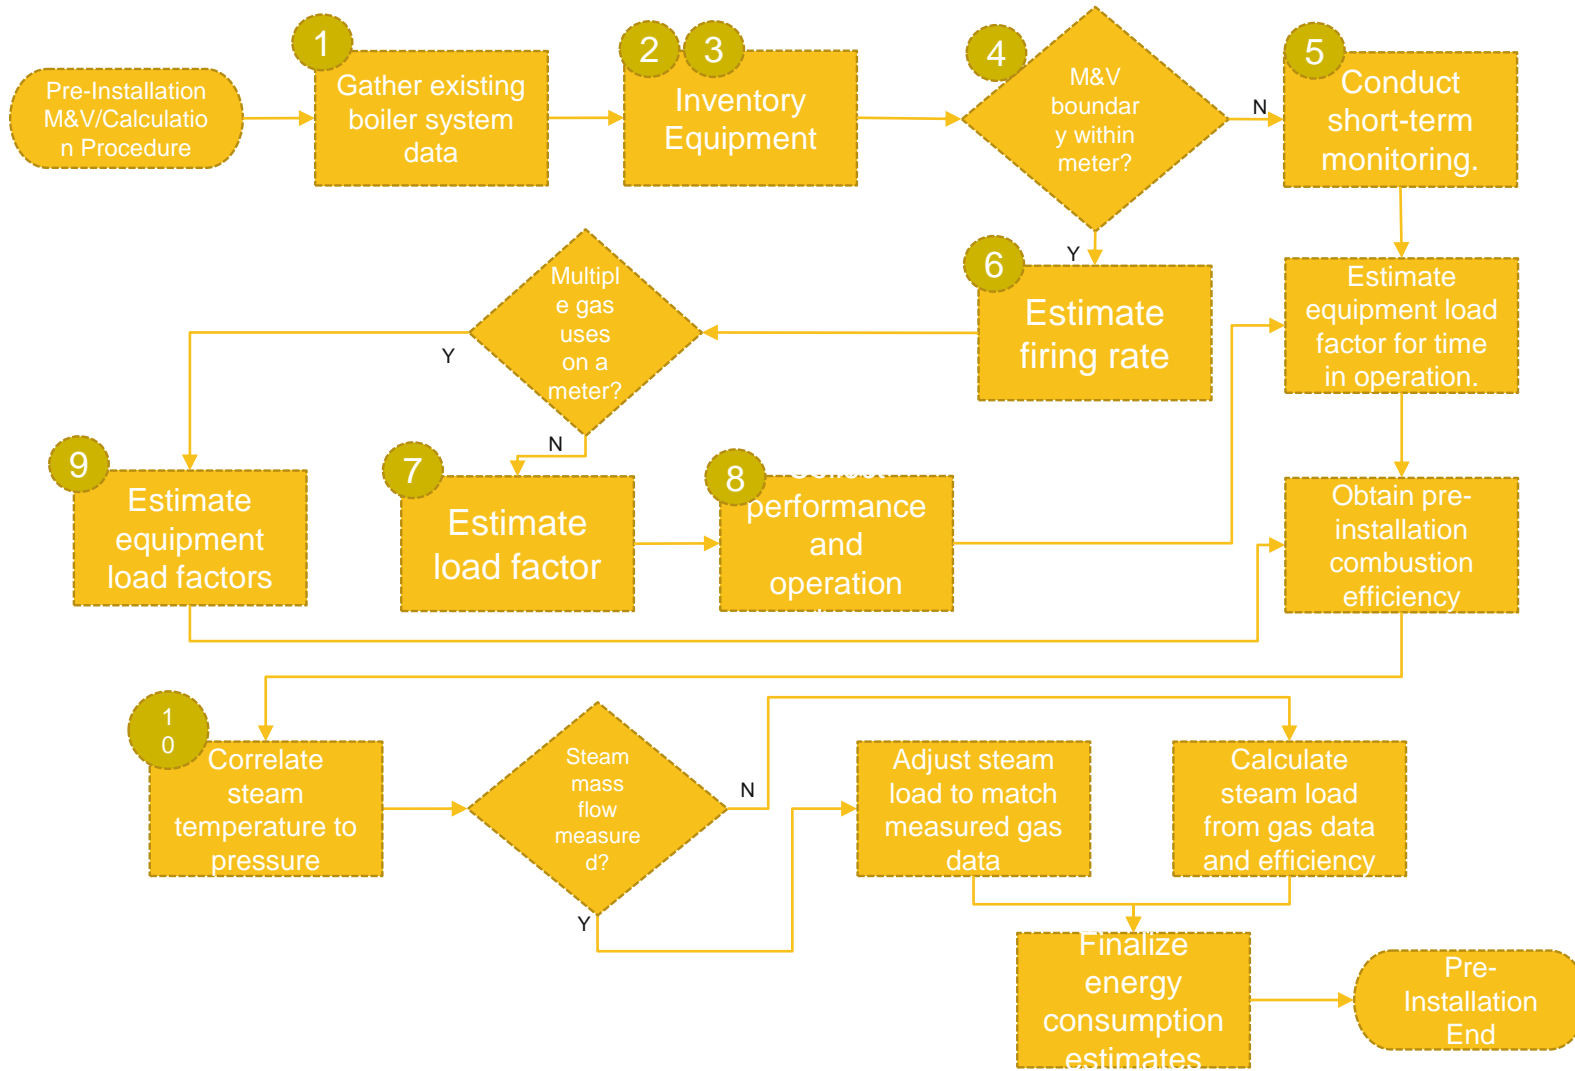 Pre-Installation
M&V/Calculatio
n Procedure
1
Gather existing
boiler system
data
2
3
Inventory
Equipment
4
M&V
boundar
y within
meter?
N
Y
5
Conduct
short-term
monitoring.
6
Estimate
firing rate
Multipl
e gas
uses
on a
meter?
Y
N
Estimate
equipment load
factor for time
in operation.
9
Estimate
equipment
load factors
7
Estimate
load factor
8
performance
and
operation
Obtain pre-
installation
combustion
efficiency
1
0
Correlate
steam
temperature to
pressure
Steam
mass
flow
measure
d?
N
Y
Adjust steam
load to match
measured gas
data
Calculate
steam load
from gas data
and efficiency
Finalize
energy
consumption
estimates
Pre-
Installation
End